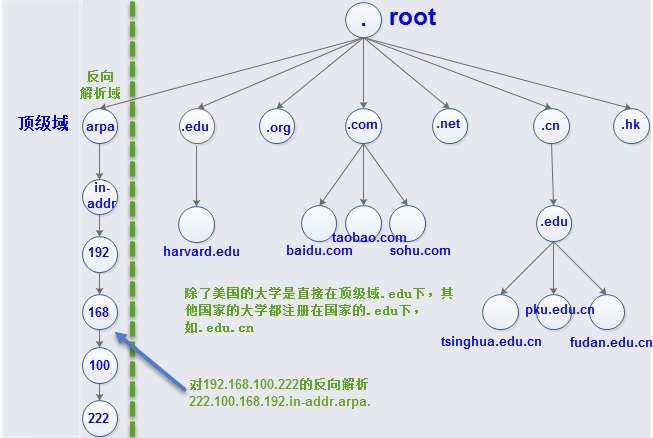 . root
反向
解析域
顶级域
arpa
.edu
.org
.com
.net
.cn
.hk
in-
addr
harvard.edu
baidu.com
taobao.com
sohu.com
.edu
192
168
除了美国的大学是直接在顶级域.edu下，其
他国家的大学都注册在国家的.edu下，
如.edu.cn
tsinghua.edu.cn
pku.edu.cn
fudan.edu.cn
100
对192.168.100.222的反向解析
222.100.168.192.in-addr.arpa.
222